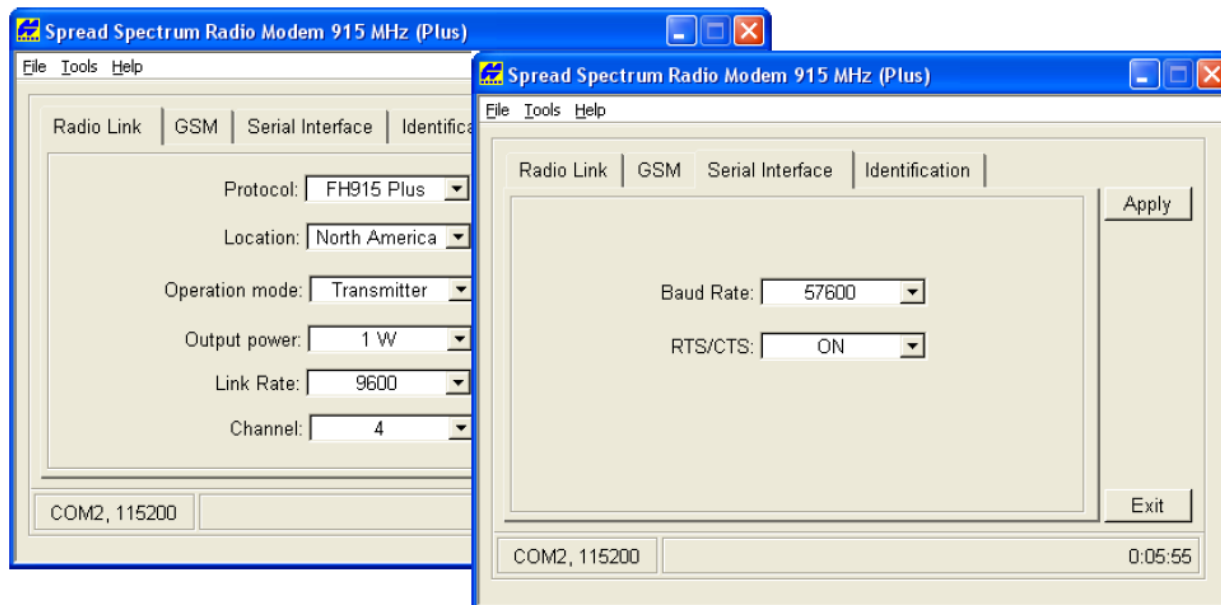 Spread Spectrum Radio Modem 915 MHz (Plus)
File Tools Help
Radio Link GSM Serial Interface Identifica
Protocol: FH915 Plus
Location: North America
Operation mode: Transmitter
Output power: 1 W
Link Rate: 9600
Channel: 4
COM2, 115200
Spread Spectrum Radio Modem 915 MHz (Plus)
File Tools Help
Radio Link GSM Serial Interface Identification
Apply
Baud Rate: 57600
RTS/CTS: ON
Exit
COM2, 115200 0:05:55